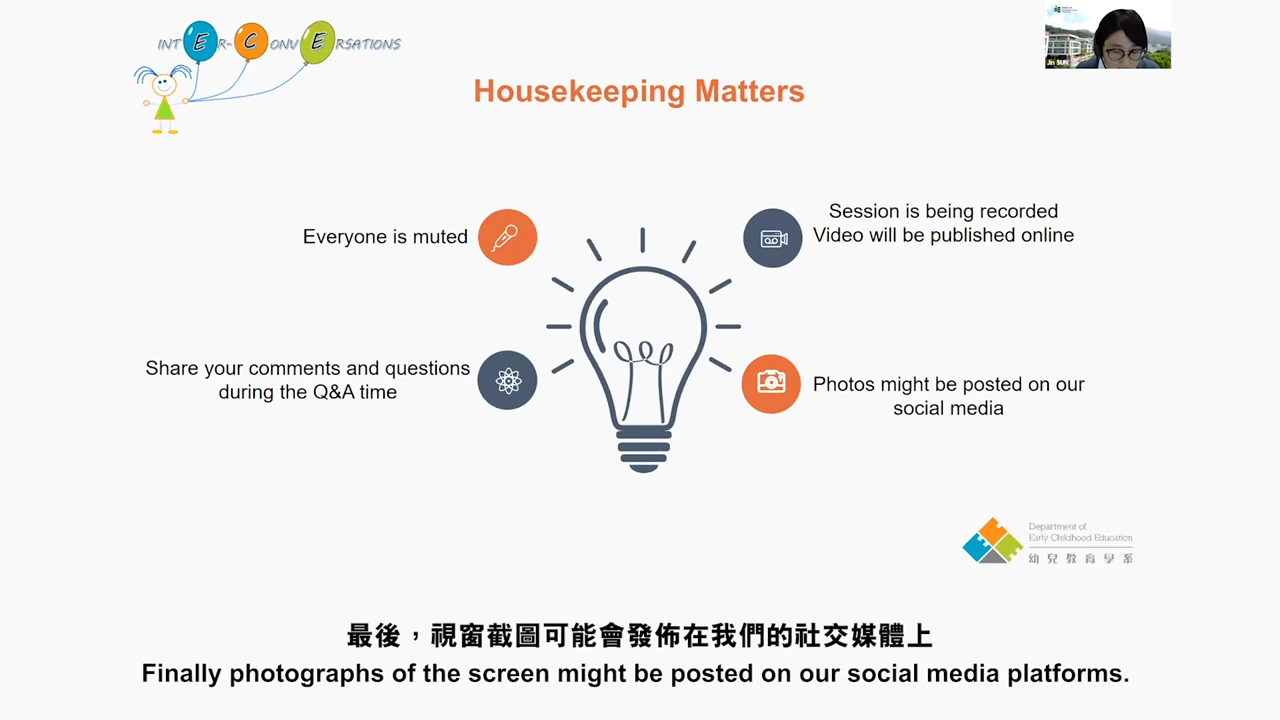 INTER-CONVERSATIONS
Jin SUN
Housekeeping Matters
Everyone is muted
Session is being recorded
Video will be published online
Share your comments and questions
during the Q&A time
Photos might be posted on our
social media
Department of
Early Childhood Education
幼兒教育學系
最後，視窗截圖可能會發佈在我們的社交媒體上
Finally photographs of the screen might be posted on our social media platforms.